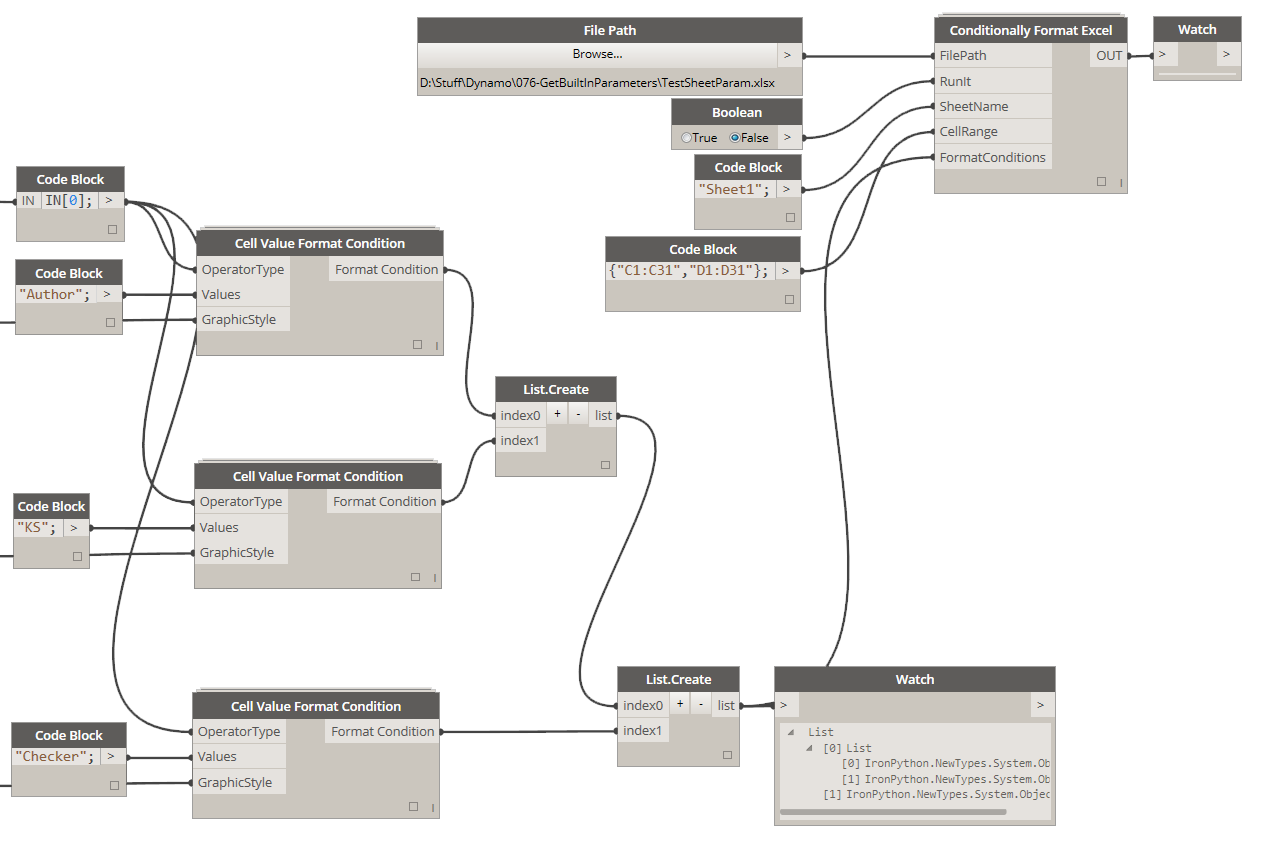 File Path
Browse... >
D:\Stuff\Dynamo\076-GetBuiltInParameters\TestSheetParam.xlsx
Boolean
True False >
Code Block
"Sheet1"; >
Code Block
{"C1:C31","D1:D31"}; >
Conditionally Format Excel
FilePath OUT
RunIt
SheetName
CellRange
FormatConditions
Watch
> >
Code Block
IN IN[0]; >
Code Block
"Author"; >
Cell Value Format Condition
OperatorType Format Condition
Values
GraphicStyle
List.Create
index0 + - list
index1
Code Block
"KS"; >
Cell Value Format Condition
OperatorType Format Condition
Values
GraphicStyle
Code Block
"Checker"; >
Cell Value Format Condition
OperatorType Format Condition
Values
GraphicStyle
List.Create
index0 + - list
index1
Watch
> >
List
[0] List
[0] IronPython.NewTypes.System.Ob
[1] IronPython.NewTypes.System.Ob
[1] IronPython.NewTypes.System.Objec